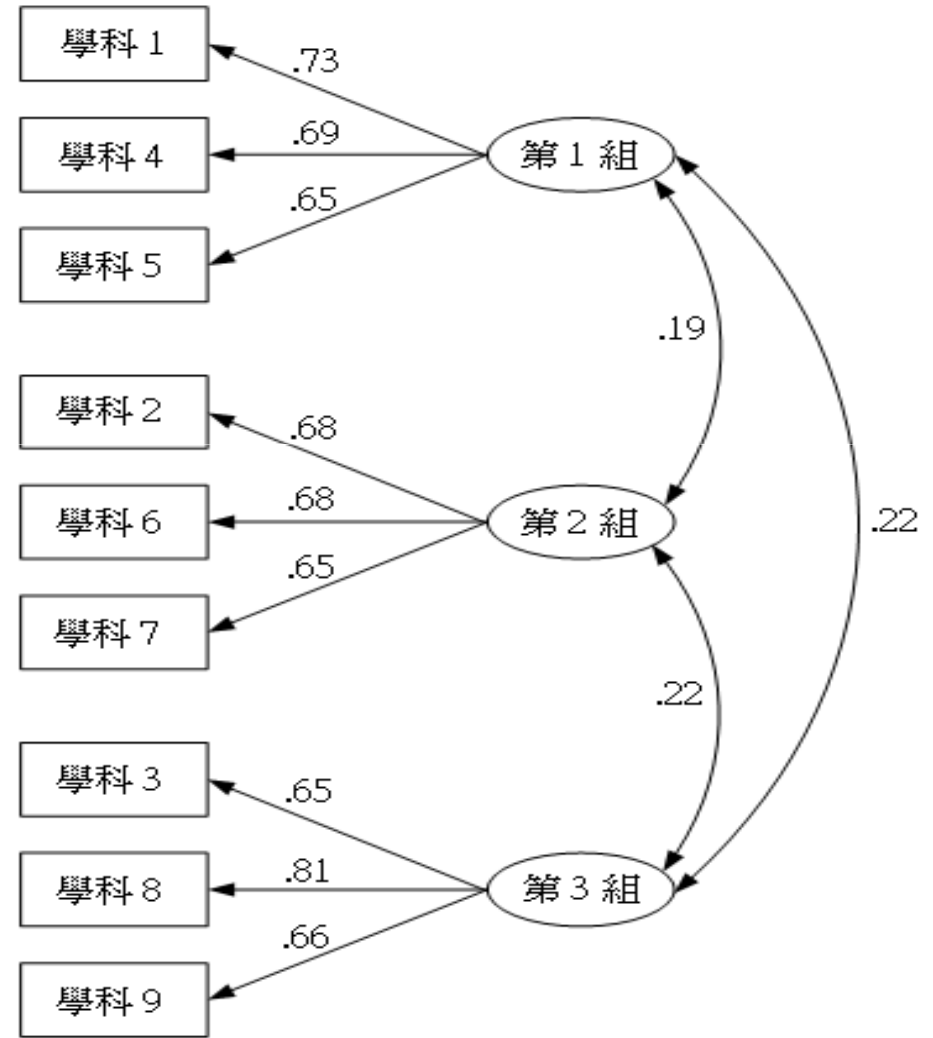 學科 1
.73
.69
學科 4
第 1 組
.65
學科 5
.19
學科 2
.68
.68
學科 6
第 2 組
.22
.65
學科 7
.22
學科 3
.65
.81
學科 8
第 3 組
.66
學科 9